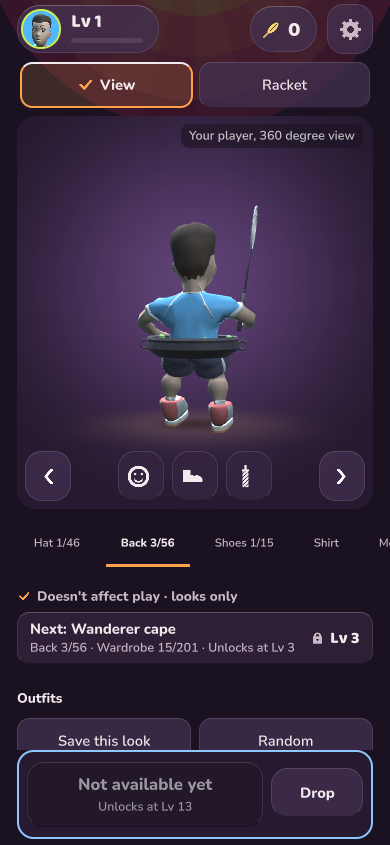 Lv 1
0
View
Racket
Your player, 360 degree view
Hat 1/46
Back 3/56
Shoes 1/15
Shirt
Doesn't affect play · looks only
Next: Wanderer cape
Back 3/56 · Wardrobe 15/201 · Unlocks at Lv 3
Lv 3
Outfits
Save this look
Random
Not available yet
Unlocks at Lv 13
Drop